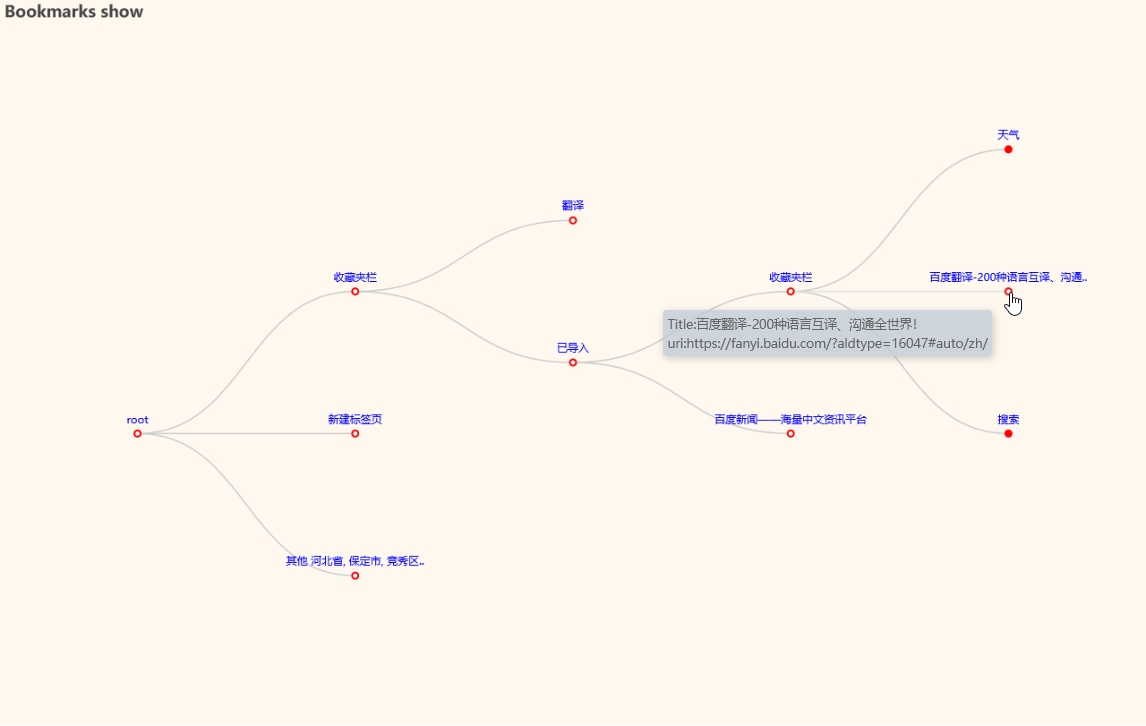 Bookmarks show
天气
翻译
收藏夹栏
收藏夹栏
百度翻译-200种语言互译、沟通..
Title:百度翻译-200种语言互译、沟通全世界!
uri:https://fanyi.baidu.com/?aldtype=16047#auto/zh/
已导入
root
新建标签页
百度新闻——海量中文资讯平台
搜索
其他 河北省, 保定市, 竞秀区..